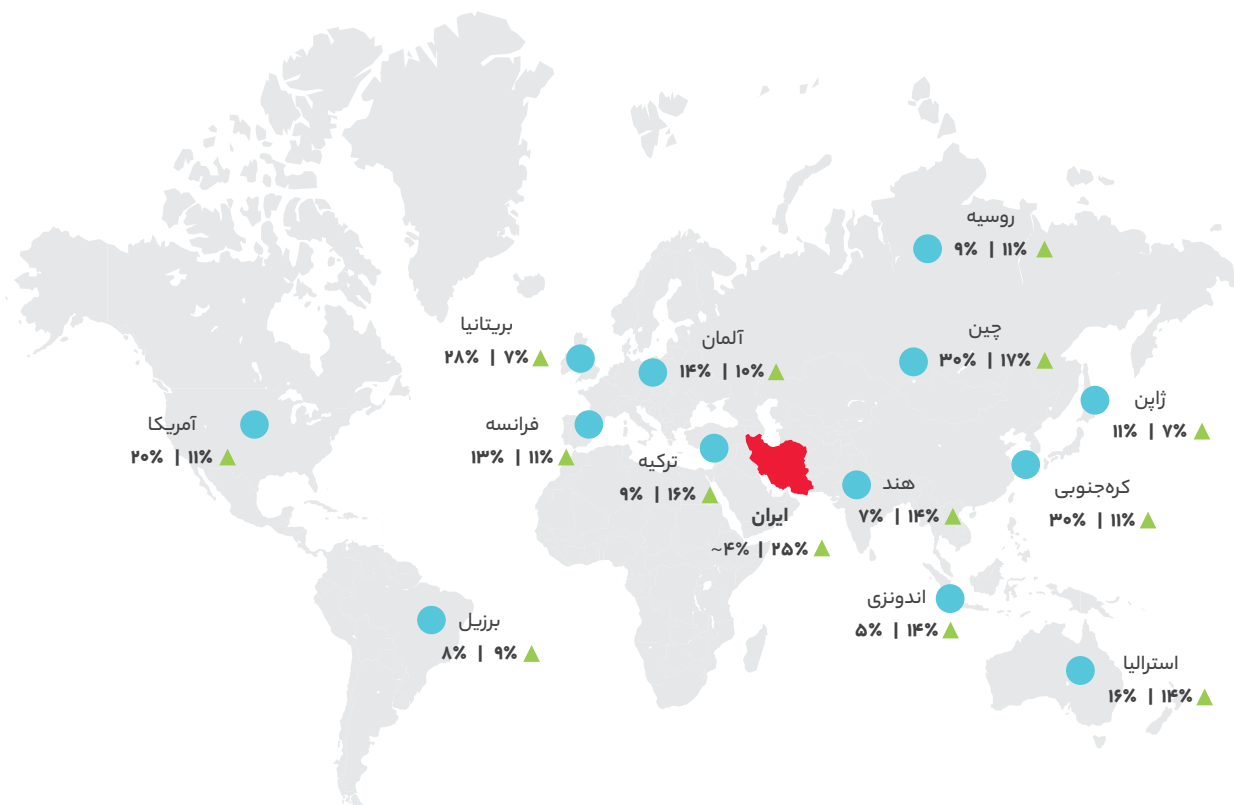 روسیه
۹% | ۱۱%
چین
۳۰% | ۱۷%
بریتانیا
۲۸% | ۷%
آلمان
۱۴% | ۱۰%
ژاپن
۱۱% | ۷%
آمریکا
۲۰% | ۱۱%
فرانسه
۱۳% | ۱۱%
ترکیه
۹% | ۱۶%
هند
۷% | ۱۴%
کره‌جنوبی
۳۰% | ۱۱%
ایران
~۴% | ۲۵%
اندونزی
۵% | ۱۴%
برزیل
۸% | ۹%
استرالیا
۱۶% | ۱۴%